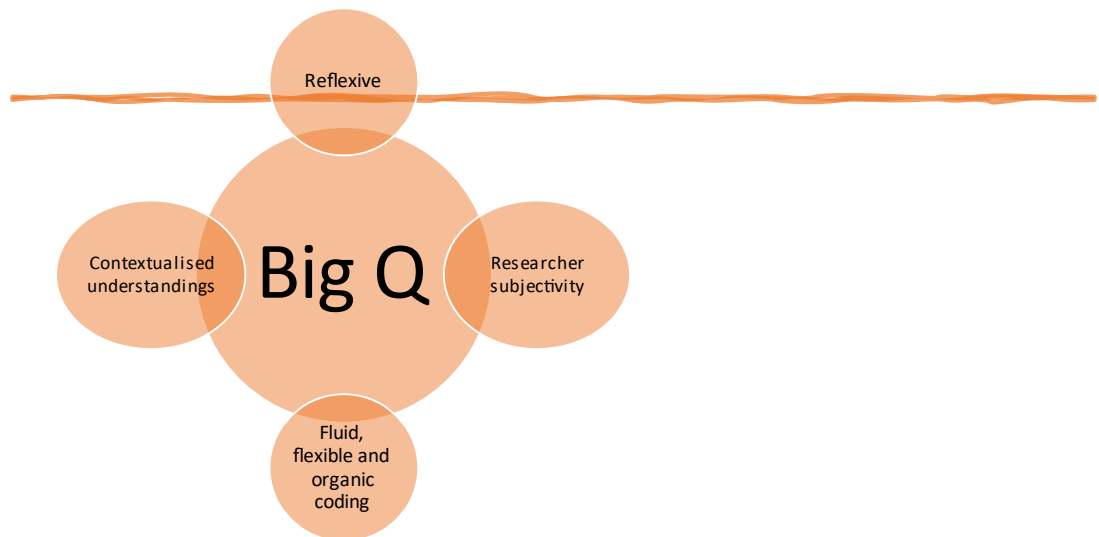 Reflexive
Contextualised
understandings
Big Q
Researcher
subjectivity
Fluid,
flexible and
organic
coding